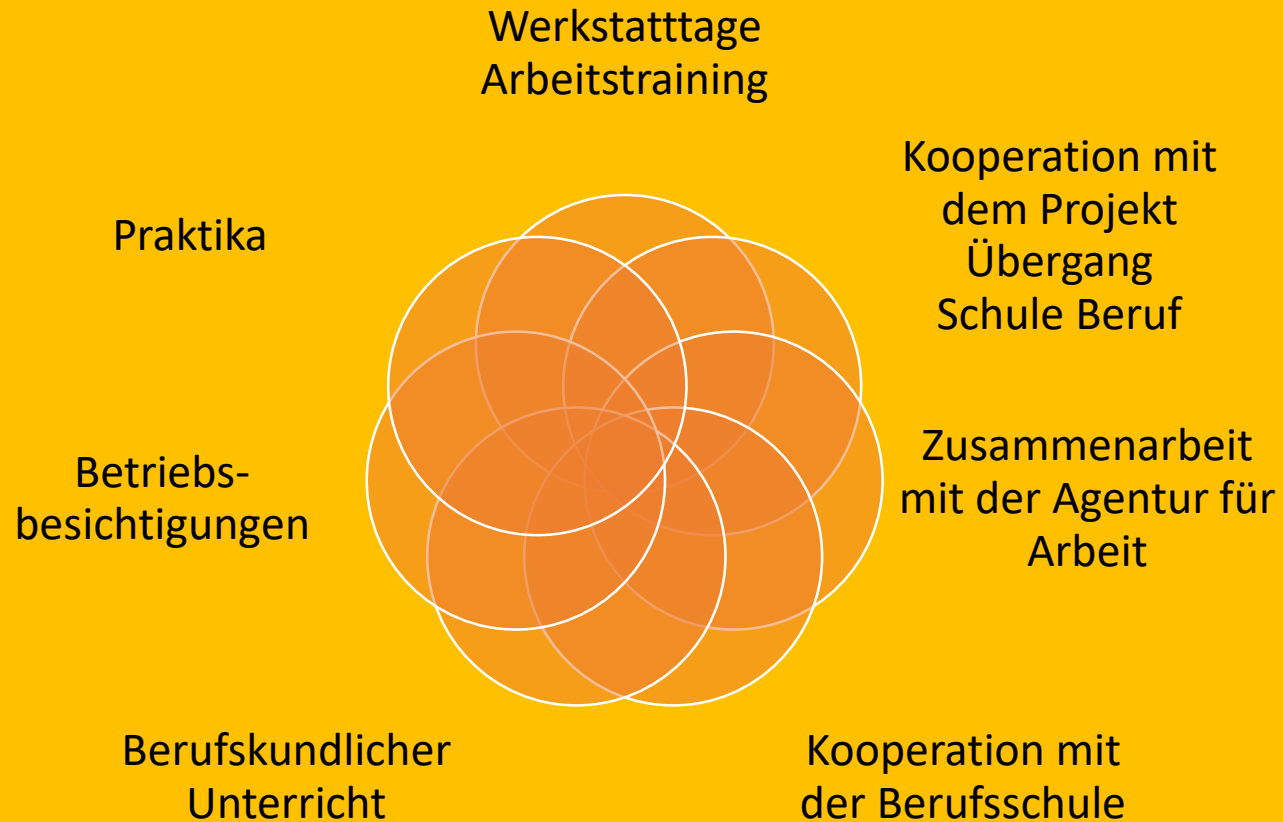 Werkstatttage
Arbeitstraining
Kooperation mit
dem Projekt
Übergang
Schule Beruf
Zusammenarbeit
mit der Agentur für
Arbeit
Kooperation mit
der Berufsschule
Berufskundlicher
Unterricht
Betriebs-
besichtigungen
Praktika